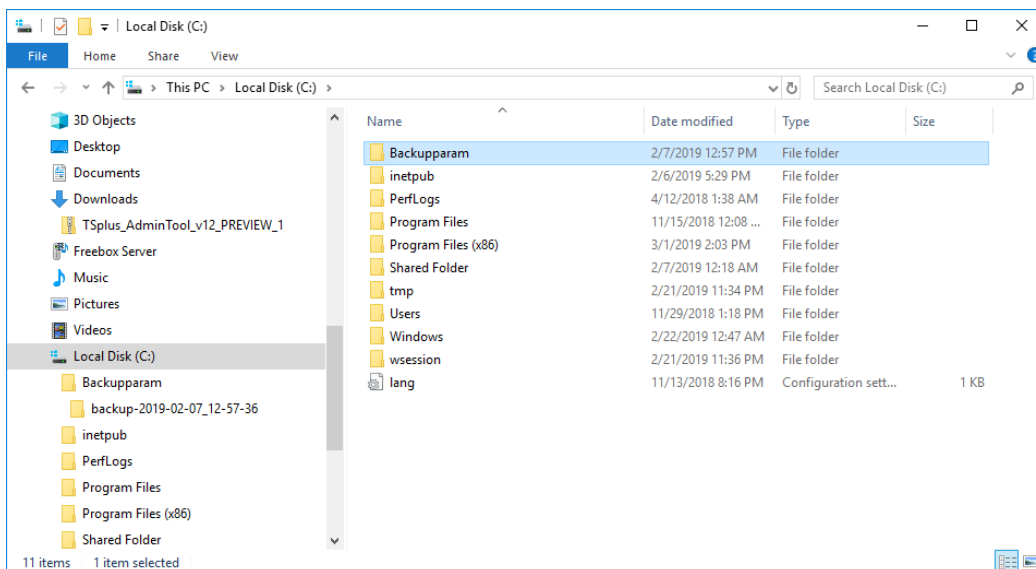 Local Disk (C:)
File Home Share View
This PC > Local Disk (C:) > Search Local Disk (C:)
3D Objects
Desktop
Documents
Downloads
TSplus_AdminTool_v12_PREVIEW_1
Freebox Server
Music
Pictures
Videos
Local Disk (C:)
Backupparam
backup-2019-02-07_12-57-36
inetpub
PerfLogs
Program Files
Program Files (x86)
Shared Folder
Name Date modified Type Size
Backupparam 2/7/2019 12:57 PM File folder
inetpub 2/6/2019 5:29 PM File folder
PerfLogs 4/12/2018 1:38 AM File folder
Program Files 11/15/2018 12:08 ... File folder
Program Files (x86) 3/1/2019 2:03 PM File folder
Shared Folder 2/7/2019 12:18 AM File folder
tmp 2/21/2019 11:34 PM File folder
Users 11/29/2018 1:18 PM File folder
Windows 2/22/2019 12:47 AM File folder
wsession 2/21/2019 11:36 PM File folder
lang 11/13/2018 8:16 PM Configuration sett... 1 KB
11 items 1 item selected